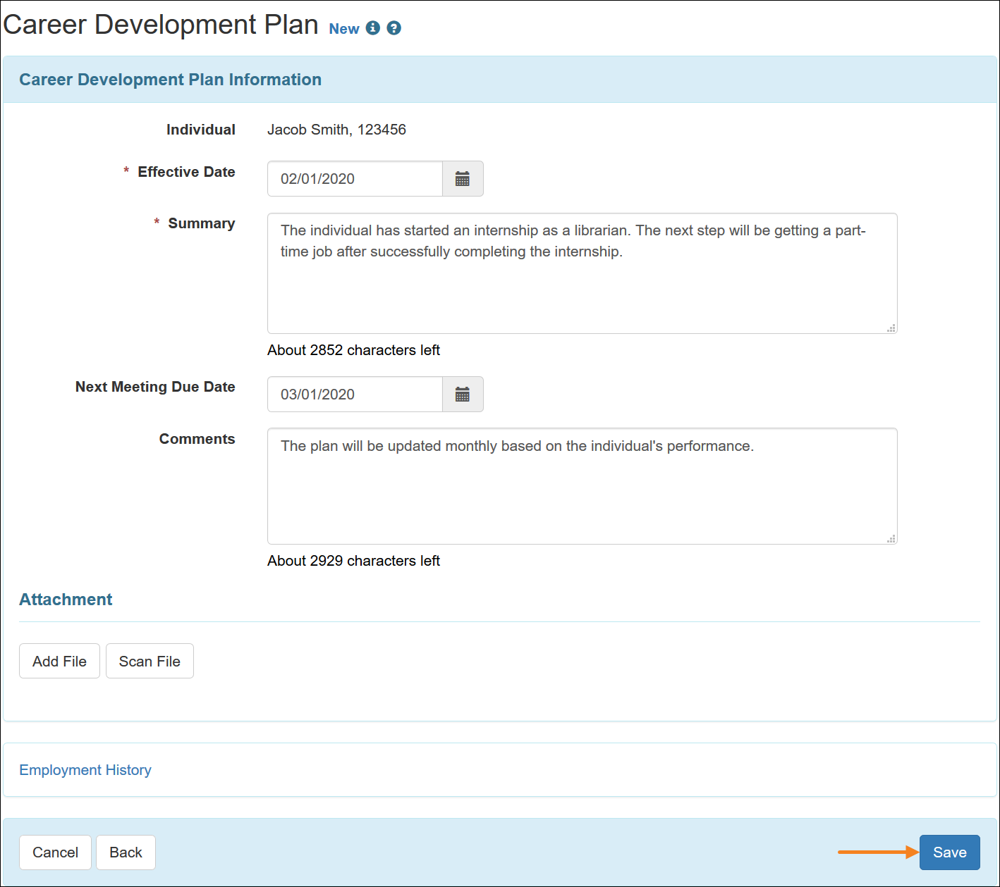 Career Development Plan New
Career Development Plan Information
Individual Jacob Smith, 123456
* Effective Date 02/01/2020
* Summary The individual has started an internship as a librarian. The next step will be getting a part-
time job after successfully completing the internship.
About 2852 characters left
Next Meeting Due Date 03/01/2020
Comments The plan will be updated monthly based on the individual's performance.
About 2929 characters left
Attachment
Add File Scan File
Employment History
Cancel Back Save